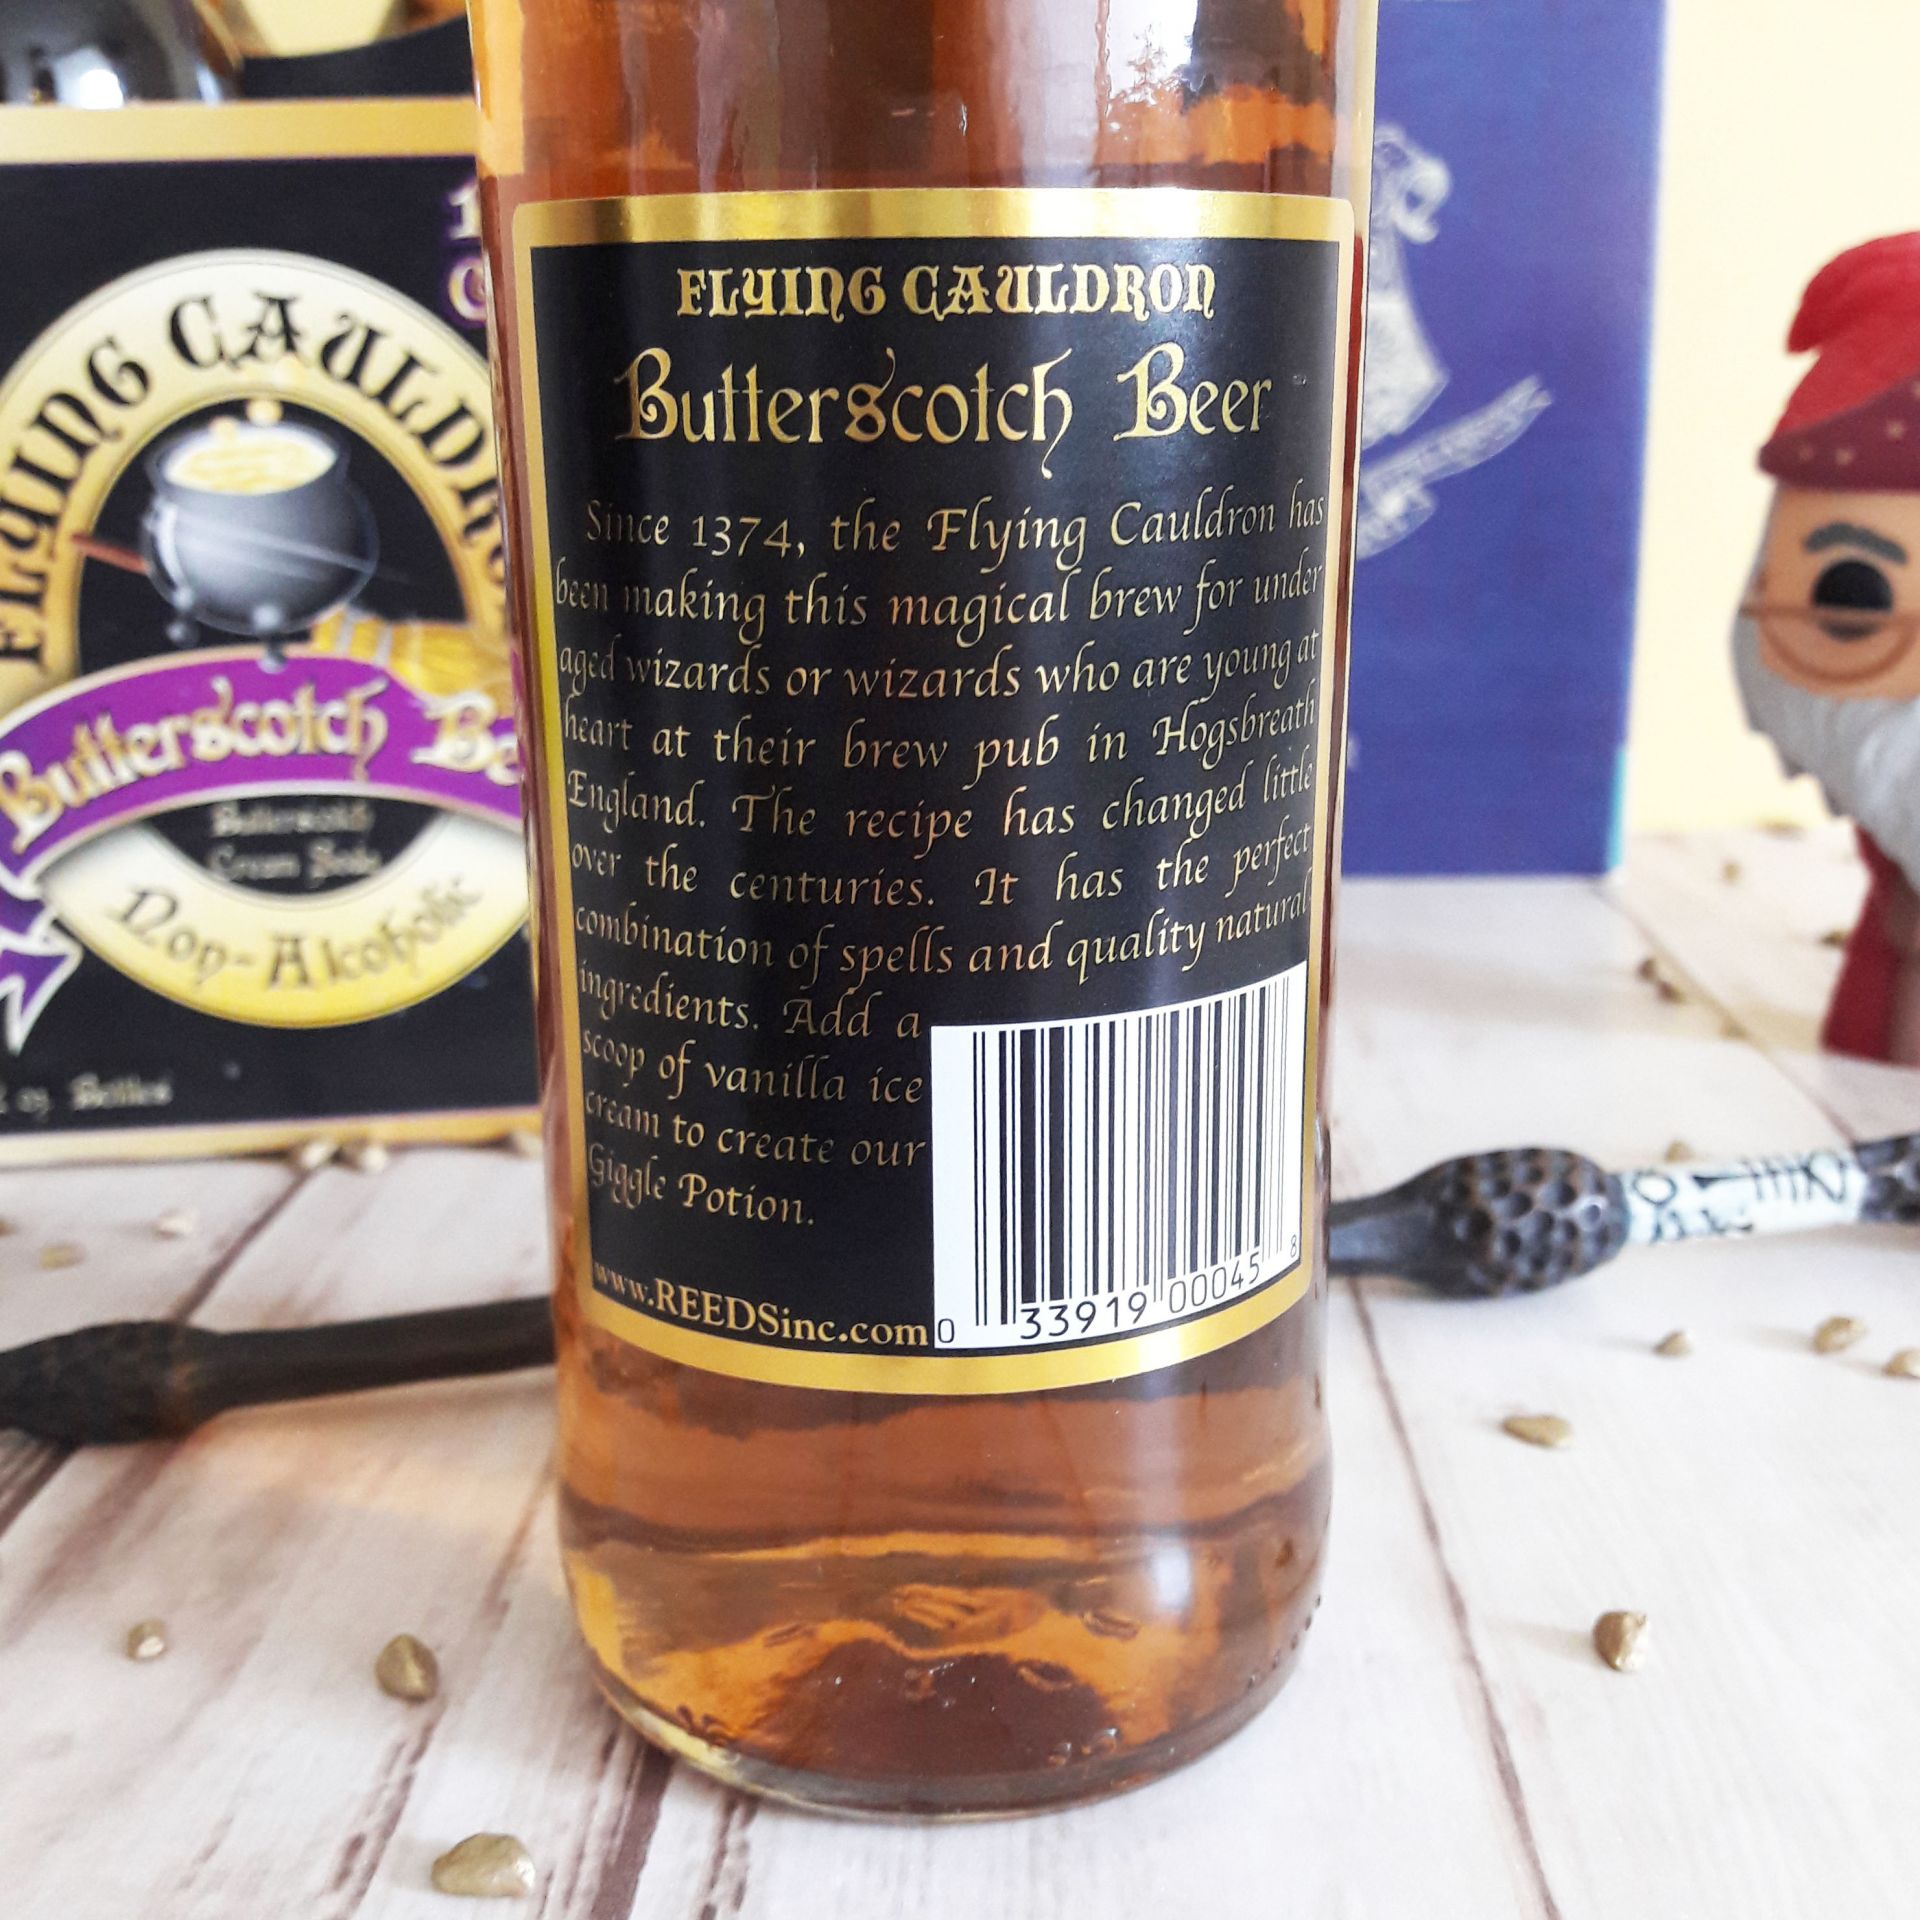 FLYING CAULDRON
Butterscotch Beer
Since 1374, the Flying Cauldron has
been making this magical brew for under
aged wizards or wizards who are young at
heart at their brew pub in Hogsbreath
England. The recipe has changed little
over the centuries. It has the perfect
combination of spells and quality natural
ingredients. Add a
scoop of vanilla ice
cream to create our
Giggle Potion.
www.REEDSinc.com
0 33919 00045 8
FLYING CAULDRO
Butterscotch Be
Butterscotch
Cream Soda
Non-Alcoholic
oz. Bottles